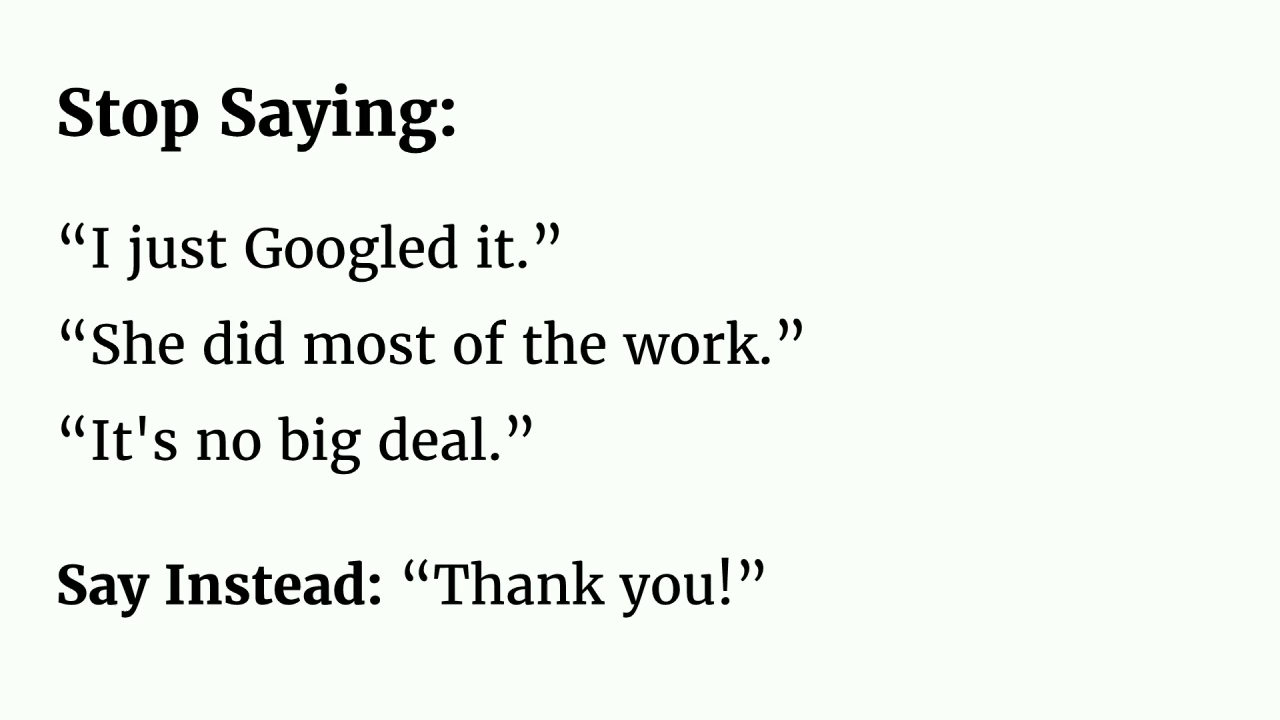 Stop Saying:
“I just Googled it.”
“She did most of the work.”
“It's no big deal.”
Say Instead: “Thank you!”